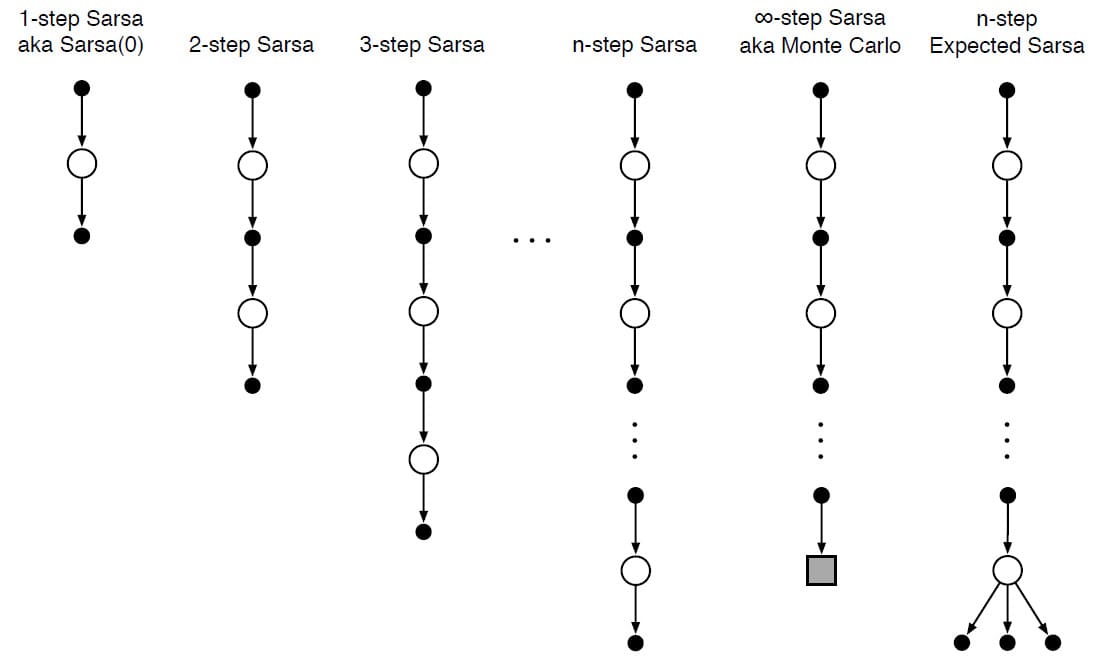 1-step Sarsa
aka Sarsa(0)
2-step Sarsa
3-step Sarsa
n-step Sarsa
∞-step Sarsa
aka Monte Carlo
n-step
Expected Sarsa